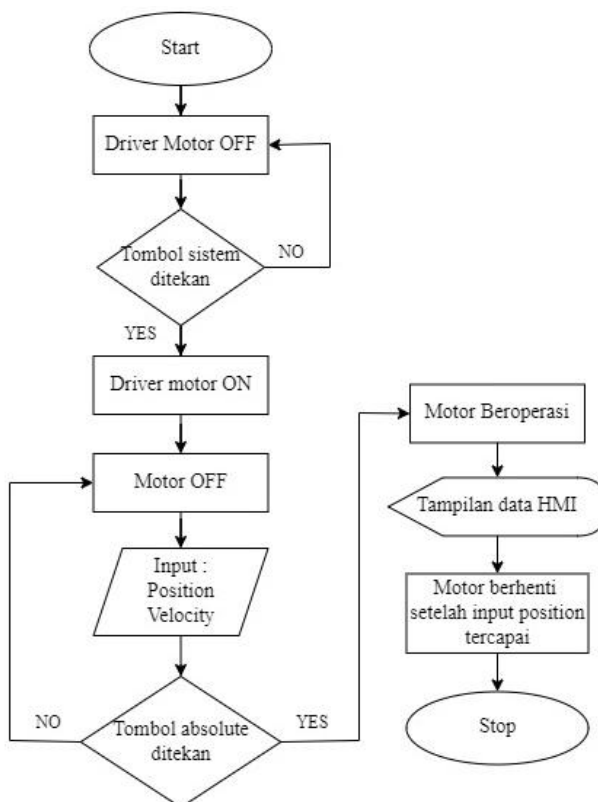 Start
Driver Motor OFF
Tombol sistem
ditekan
NO
YES
Driver motor ON
Motor OFF
Input :
Position
Velocity
Tombol absolute
ditekan
NO
YES
Motor Beroperasi
Tampilan data HMI
Motor berhenti
setelah input position
tercapai
Stop